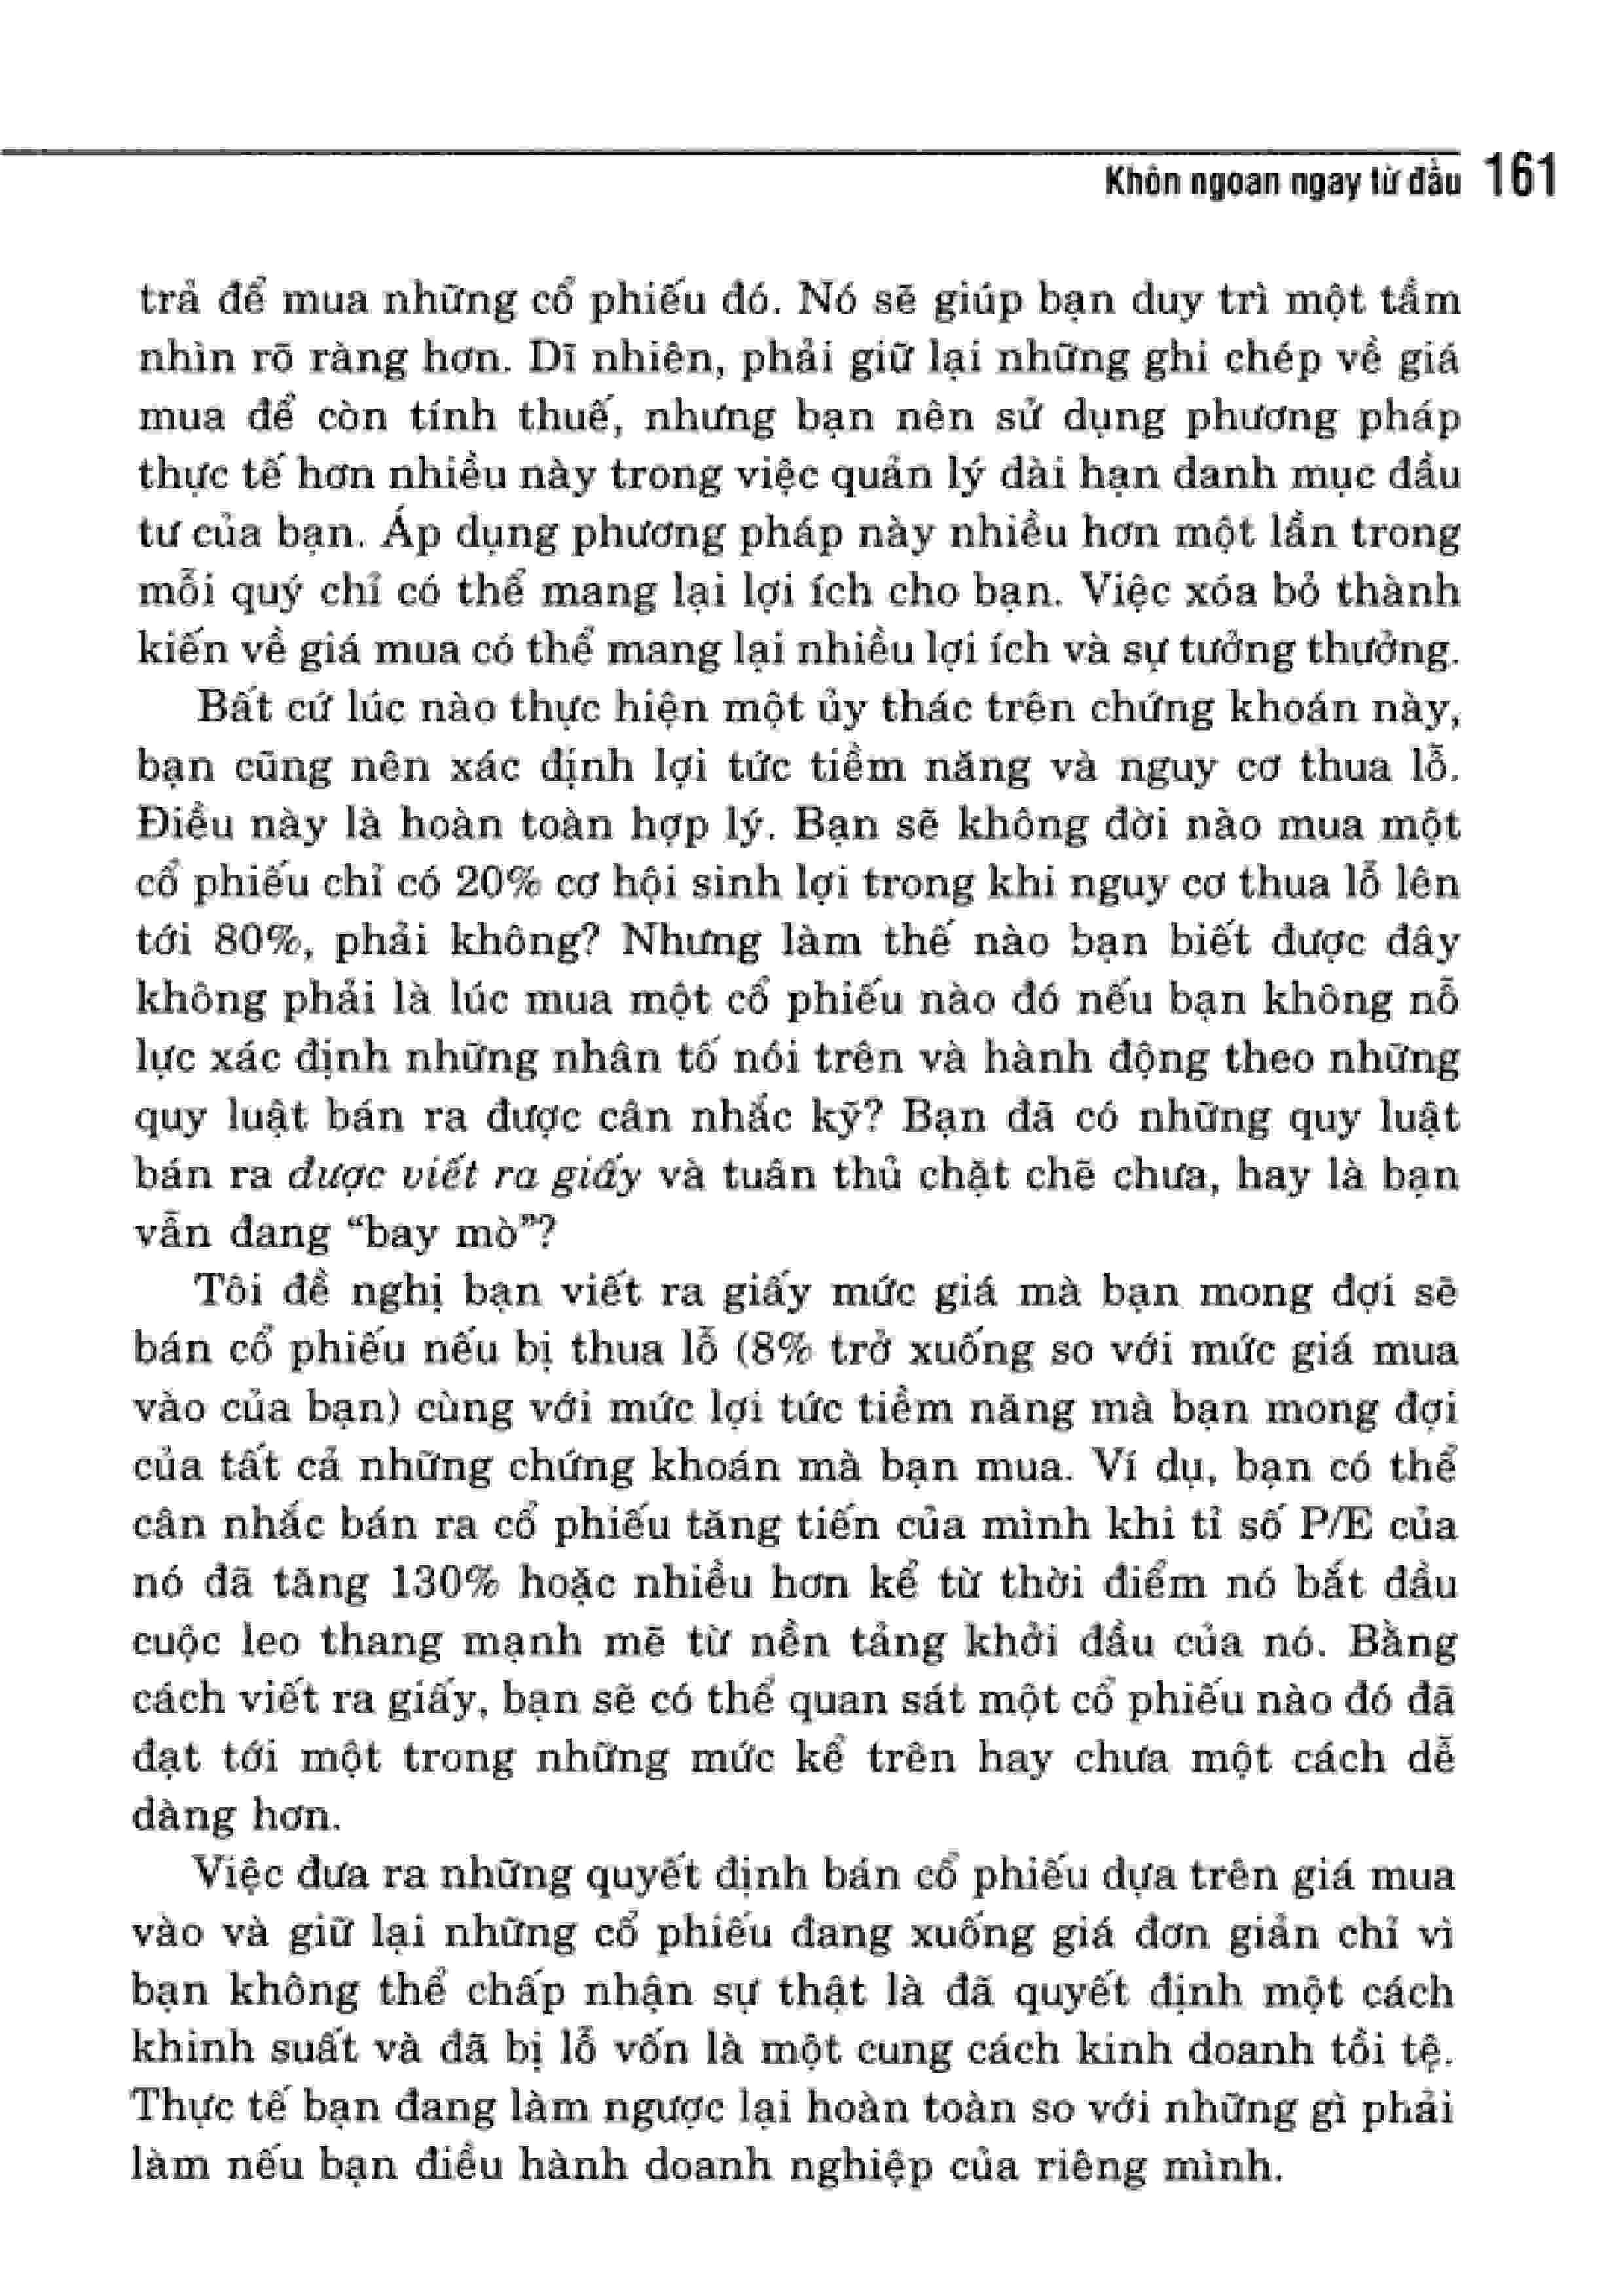 Khôn ngoan ngay từ đầu 161
trả để mua những cổ phiếu đó. Nó sẽ giúp bạn duy trì một tầm
nhìn rõ ràng hơn. Dĩ nhiên, phải giữ lại những ghi chép về giá
mua để còn tính thuế, nhưng bạn nên sử dụng phương pháp
thực tế hơn nhiều này trong việc quản lý dài hạn danh mục đầu
tư của bạn. Áp dụng phương pháp này nhiều hơn một lần trong
mỗi quý chỉ có thể mang lại lợi ích cho bạn. Việc xóa bỏ thành
kiến về giá mua có thể mang lại nhiều lợi ích và sự tưởng thưởng.
Bất cứ lúc nào thực hiện một ủy thác trên chứng khoán này,
bạn cũng nên xác định lợi tức tiềm năng và nguy cơ thua lỗ.
Điều này là hoàn toàn hợp lý. Bạn sẽ không đời nào mua một
cổ phiếu chỉ có 20% cơ hội sinh lợi trong khi nguy cơ thua lỗ lên
tới 80%, phải không? Nhưng làm thế nào bạn biết được đây
không phải là lúc mua một cổ phiếu nào đó nếu bạn không nỗ
lực xác định những nhân tố nói trên và hành động theo những
quy luật bán ra được cân nhắc kỹ? Bạn đã có những quy luật
bán ra được viết ra giấy và tuân thủ chặt chẽ chưa, hay là bạn
vẫn đang “bay mò”?
Tôi đề nghị bạn viết ra giấy mức giá mà bạn mong đợi sẽ
bán cổ phiếu nếu bị thua lỗ (8% trở xuống so với mức giá mua
vào của bạn) cùng với mức lợi tức tiềm năng mà bạn mong đợi
của tất cả những chứng khoán mà bạn mua. Ví dụ, bạn có thể
cân nhắc bán ra cổ phiếu tăng tiến của mình khi tỉ số P/E của
nó đã tăng 130% hoặc nhiều hơn kể từ thời điểm nó bắt đầu
cuộc leo thang mạnh mẽ từ nền tảng khởi đầu của nó. Bằng
cách viết ra giấy, bạn sẽ có thể quan sát một cổ phiếu nào đó đã
đạt tới một trong những mức kể trên hay chưa một cách dễ
dàng hơn.
Việc đưa ra những quyết định bán cổ phiếu dựa trên giá mua
vào và giữ lại những cổ phiếu đang xuống giá đơn giản chỉ vì
bạn không thể chấp nhận sự thật là đã quyết định một cách
khinh suất và đã bị lỗ vốn là một cung cách kinh doanh tồi tệ.
Thực tế bạn đang làm ngược lại hoàn toàn so với những gì phải
làm nếu bạn điều hành doanh nghiệp của riêng mình.